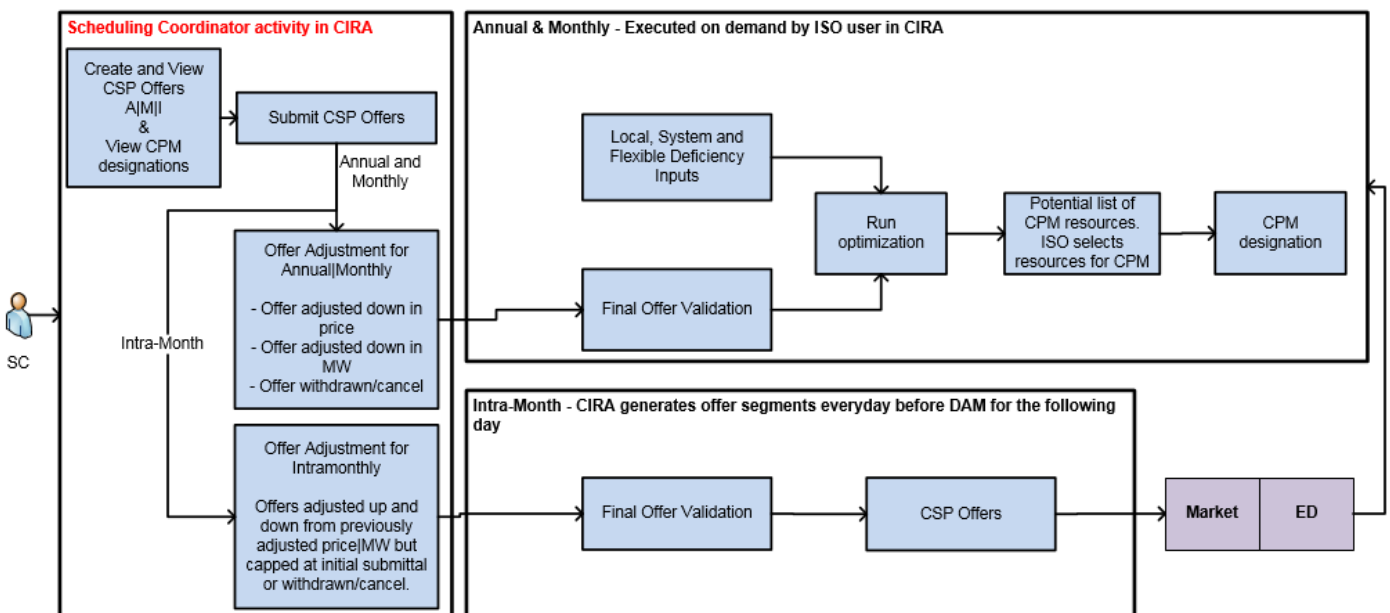 Scheduling Coordinator activity in CIRA
Create and View
CSP Offers
A|M|I
&
View CPM
designations
Submit CSP Offers
Annual and
Monthly
Offer Adjustment for
Annual|Monthly
- Offer adjusted down in
price
- Offer adjusted down in
MW
- Offer withdrawn/cancel
SC
Intra-Month
Offer Adjustment for
Intramonthly
Offers adjusted up and
down from previously
adjusted price|MW but
capped at initial submittal
or withdrawn/cancel.
Annual & Monthly - Executed on demand by ISO user in CIRA
Local, System and
Flexible Deficiency
Inputs
Final Offer Validation
Run
optimization
Potential list of
CPM resources.
ISO selects
resources for CPM
CPM
designation
Intra-Month - CIRA generates offer segments everyday before DAM for the following
day
Final Offer Validation
CSP Offers
Market
ED